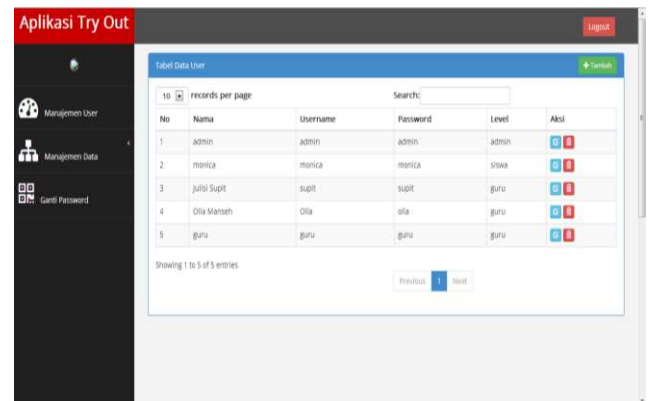 Aplikasi Try Out
Logout
Manajemen User
Manajemen Data
Ganti Password
Tabel Data User
+Tambah
10 records per page Search:
No Nama Username Password Level Aksi
1 admin admin admin admin
2 monica monica monica siswa
3 Julisi Supit supit supit guru
4 Olla Manseh Olla olla guru
5 guru guru guru guru
Showing 1 to 5 of 5 entries
Previous 1 Next